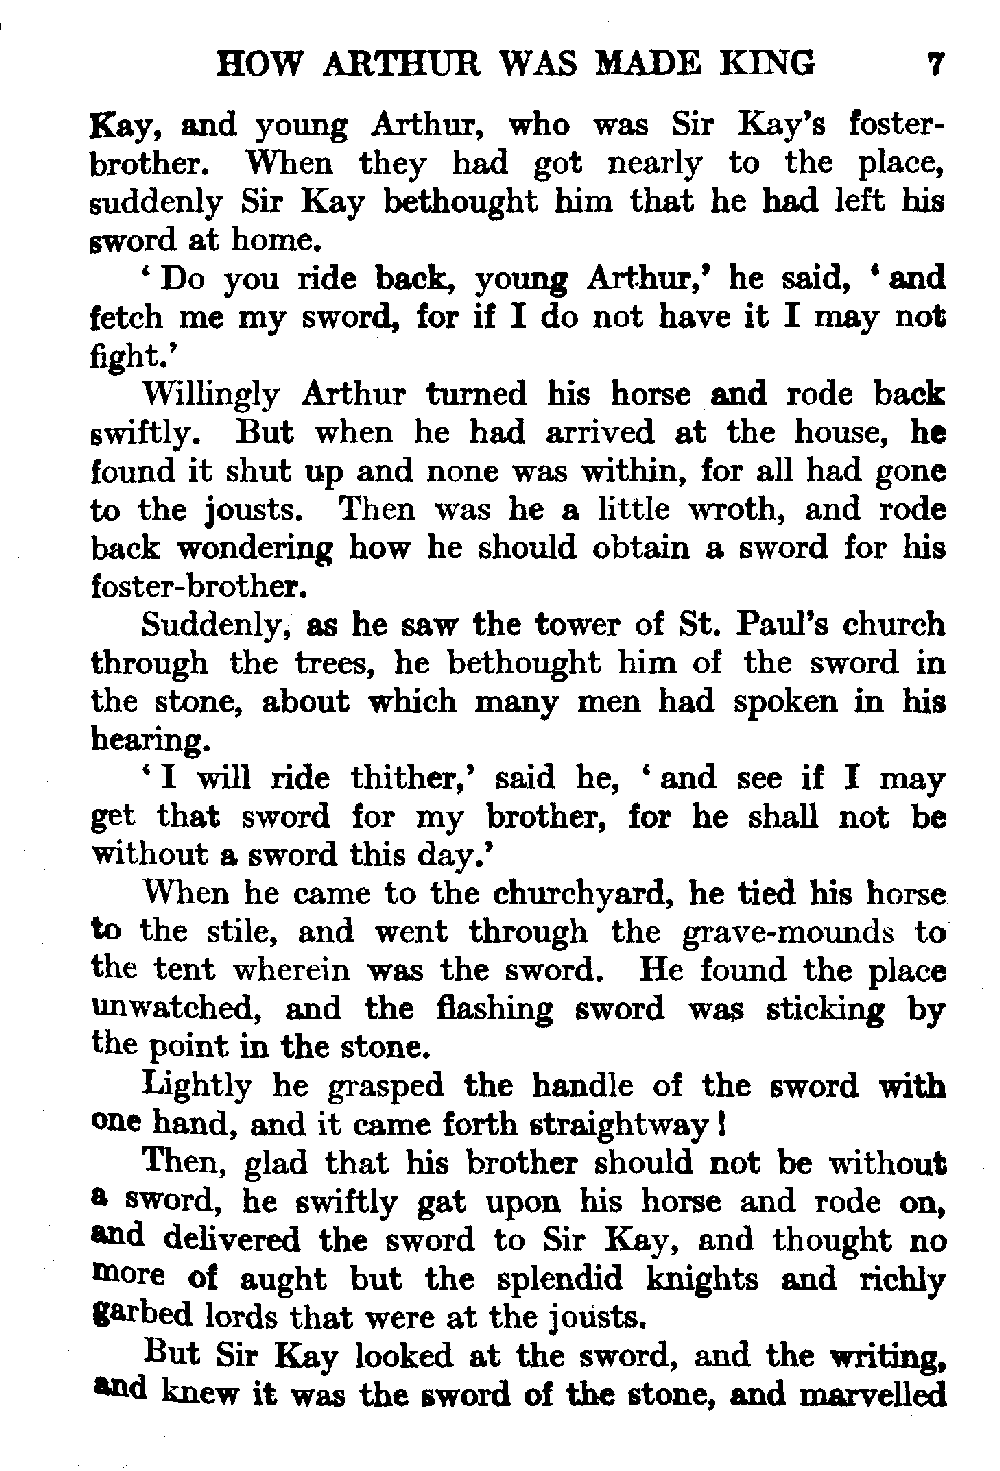 HOW ARTHUR WAS MADE KING 7
Kay, and young Arthur, who was Sir Kay's foster-
brother. When they had got nearly to the place,
suddenly Sir Kay bethought him that he had left his
sword at home.
‘ Do you ride back, young Arthur,’ he said, ‘ and
fetch me my sword, for if I do not have it I may not
fight.’
Willingly Arthur turned his horse and rode back
swiftly. But when he had arrived at the house, he
found it shut up and none was within, for all had gone
to the jousts. Then was he a little wroth, and rode
back wondering how he should obtain a sword for his
foster-brother.
Suddenly, as he saw the tower of St. Paul's church
through the trees, he bethought him of the sword in
the stone, about which many men had spoken in his
hearing.
‘ I will ride thither,’ said he, ‘ and see if I may
get that sword for my brother, for he shall not be
without a sword this day.’
When he came to the churchyard, he tied his horse
to the stile, and went through the grave-mounds to
the tent wherein was the sword. He found the place
unwatched, and the flashing sword was sticking by
the point in the stone.
Lightly he grasped the handle of the sword with
one hand, and it came forth straightway !
Then, glad that his brother should not be without
a sword, he swiftly gat upon his horse and rode on,
and delivered the sword to Sir Kay, and thought no
more of aught but the splendid knights and richly
garbed lords that were at the jousts.
But Sir Kay looked at the sword, and the writing,
and knew it was the sword of the stone, and marvelled